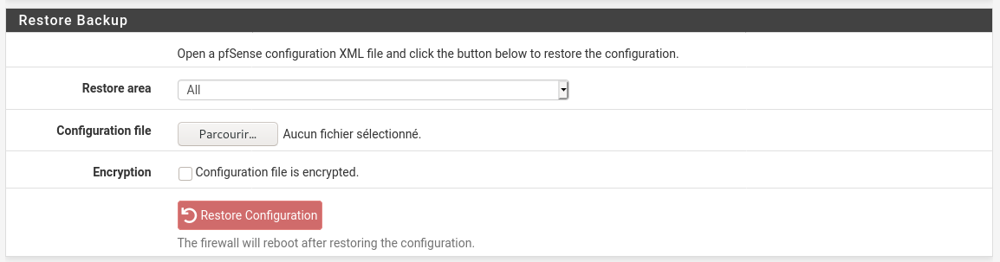 Restore Backup
Open a pfSense configuration XML file and click the button below to restore the configuration.
Restore area
All
Configuration file
Parcourir...
Aucun fichier sélectionné.
Encryption
Configuration file is encrypted.
Restore Configuration
The firewall will reboot after restoring the configuration.